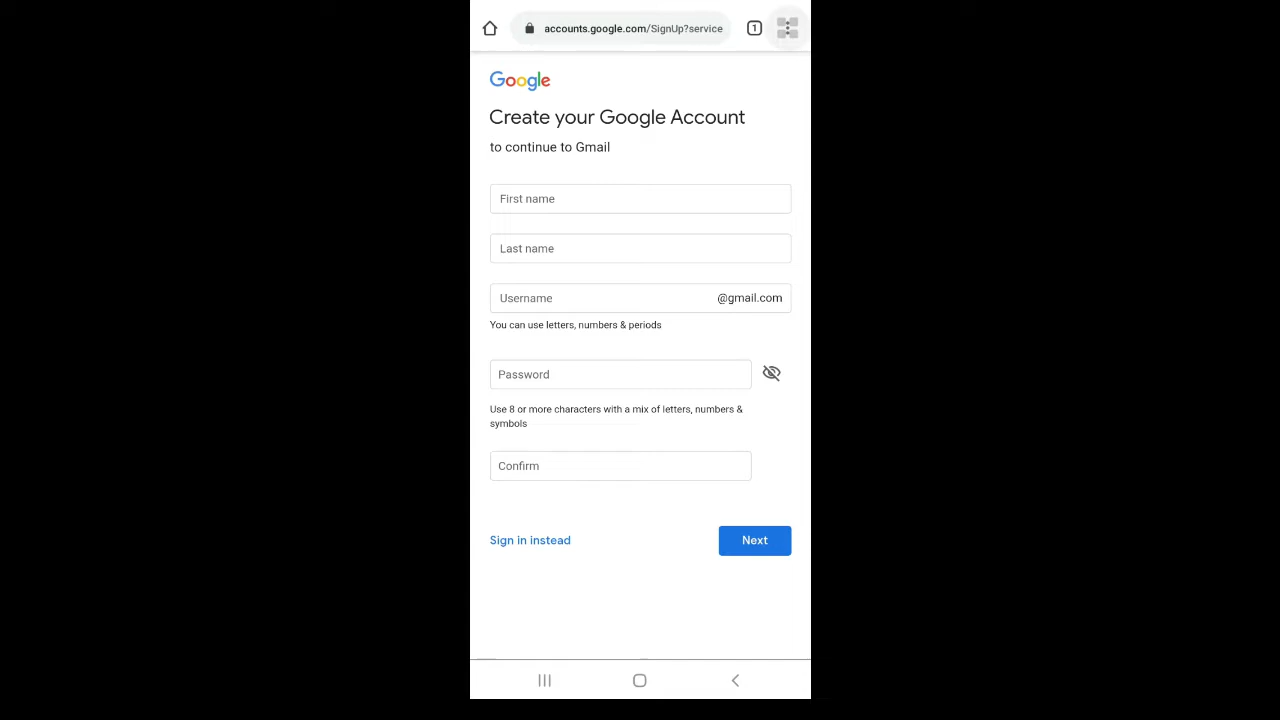 accounts.google.com/SignUp?service
1
Google
Create your Google Account
to continue to Gmail
First name
Last name
Username @gmail.com
You can use letters, numbers & periods
Password
Use 8 or more characters with a mix of letters, numbers &
symbols
Confirm
Sign in instead Next